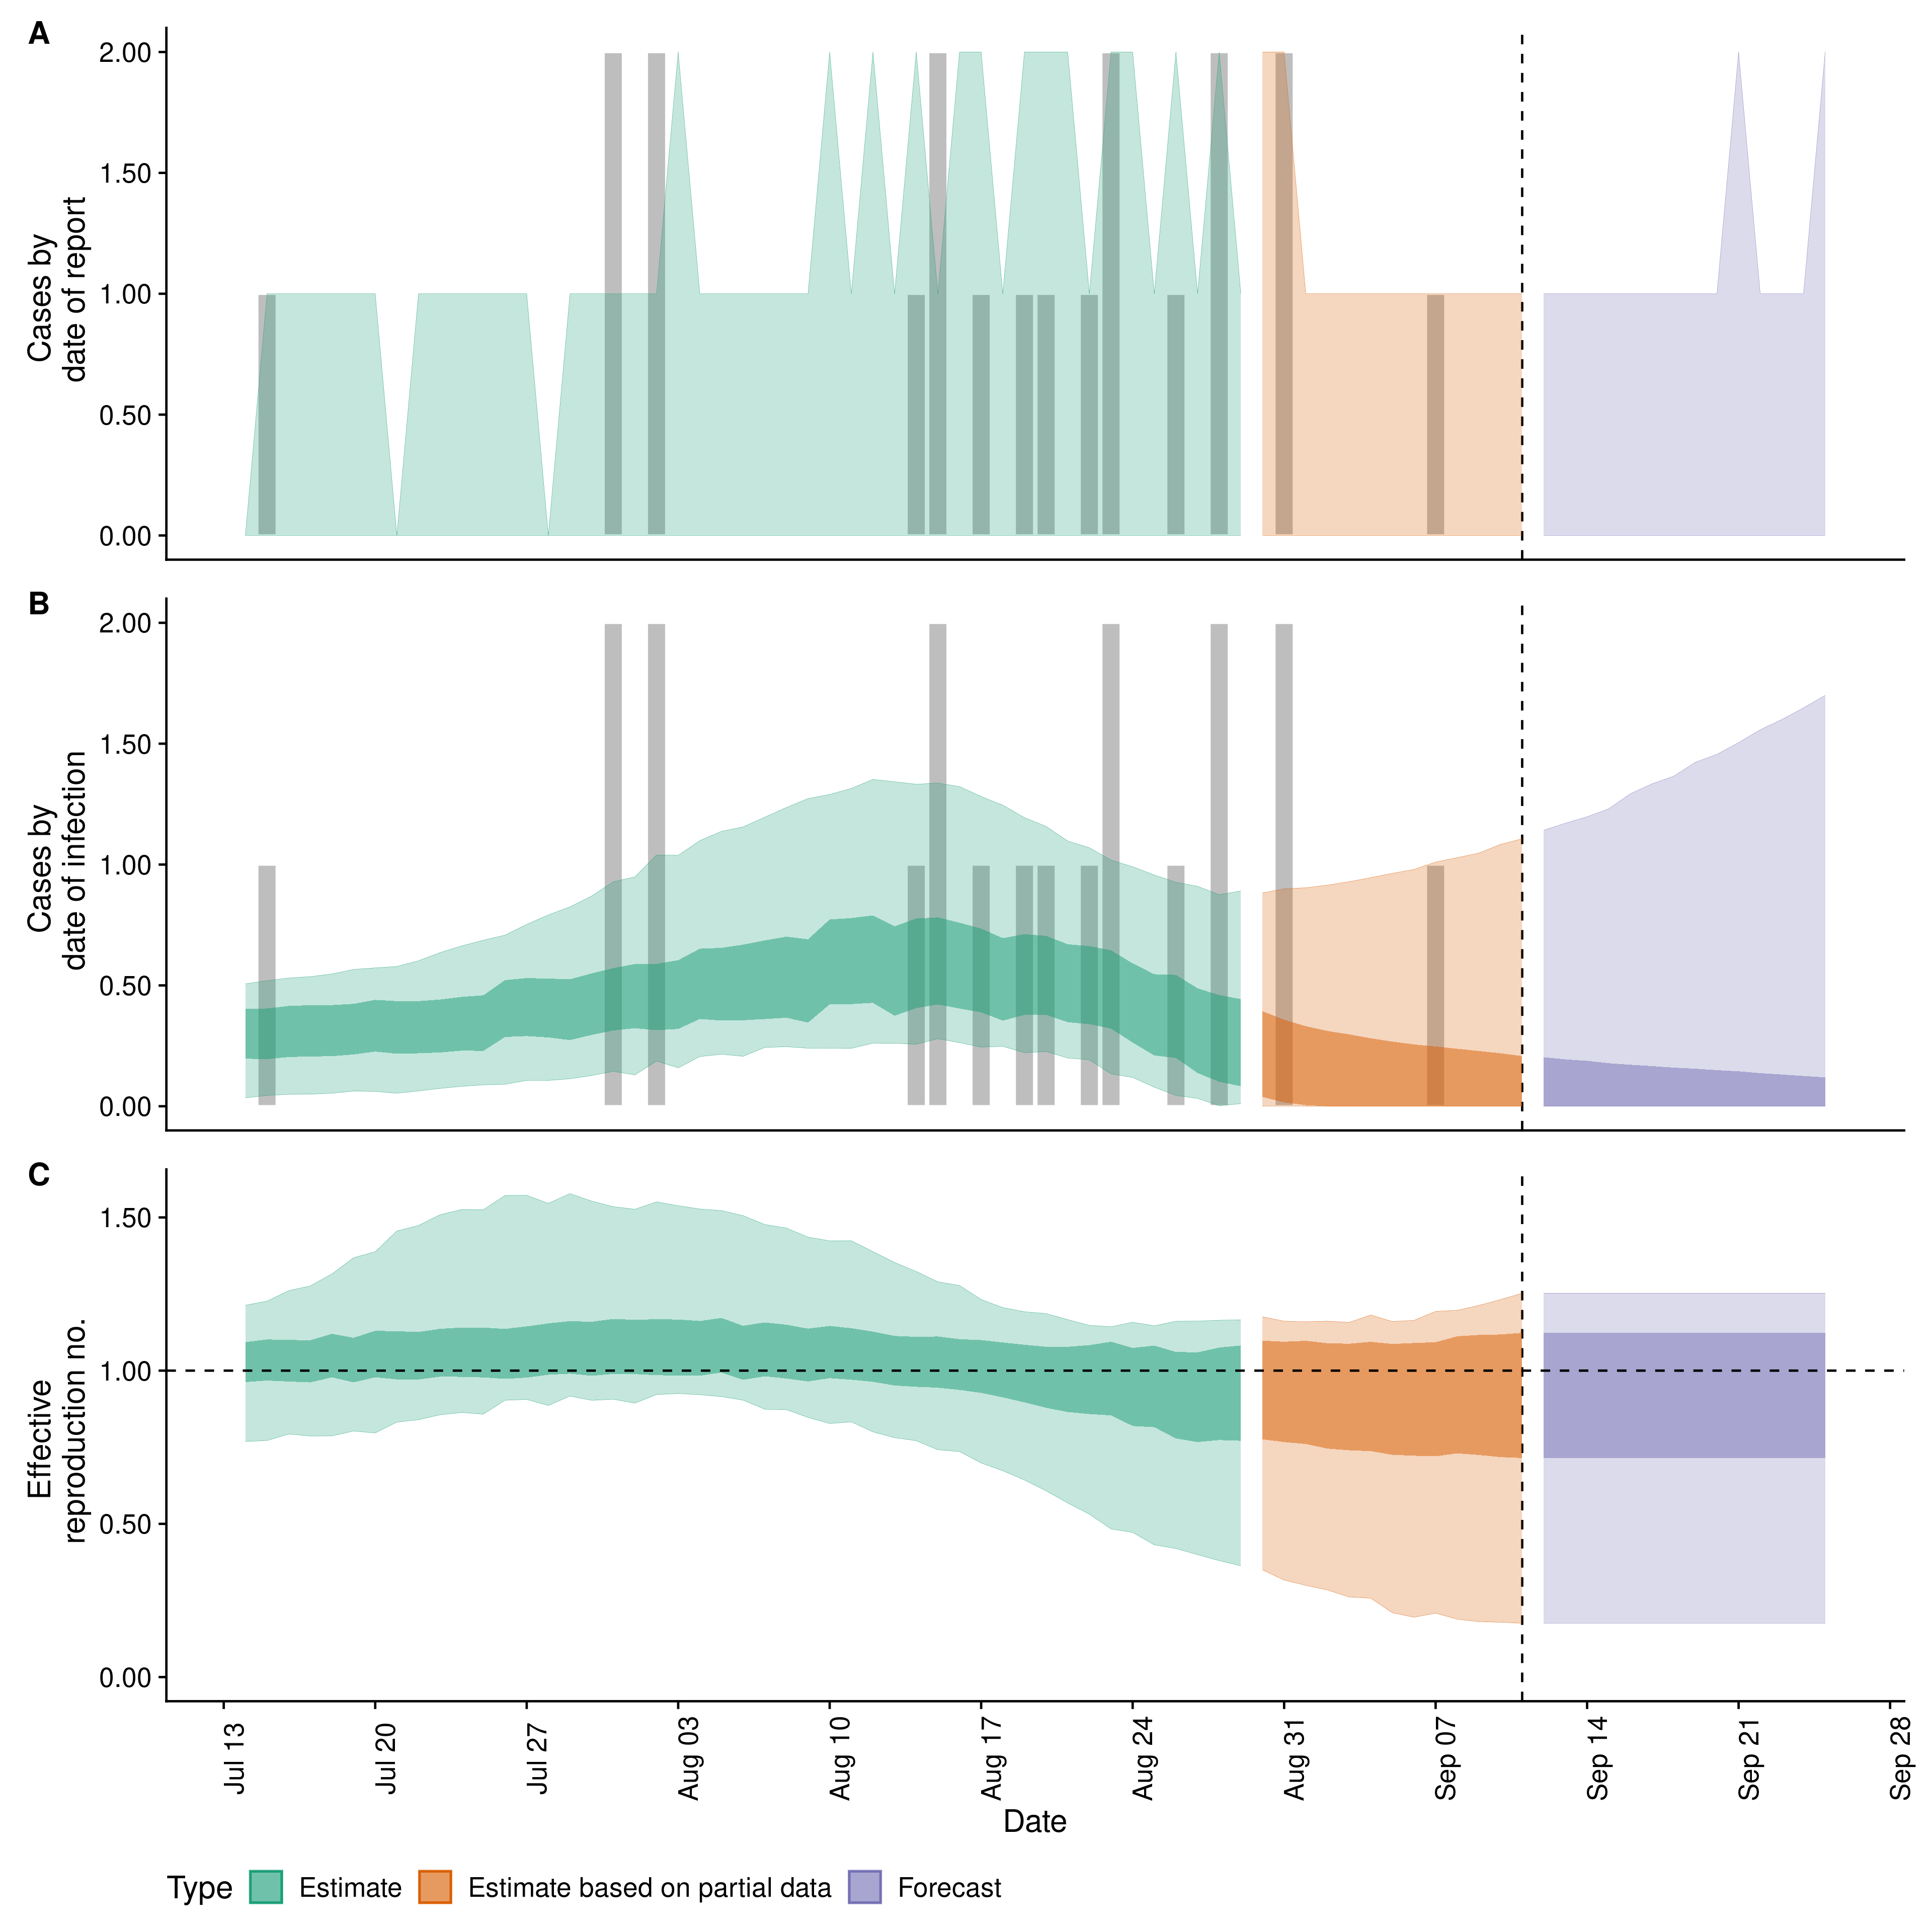 A
2.00
1.50
1.00
0.50
0.00
Cases by
date of report
B
2.00
1.50
1.00
0.50
0.00
Cases by
date of infection
C
1.50
1.00
0.50
0.00
Effective
reproduction no.
Jul 13
Jul 20
Jul 27
Aug 03
Aug 10
Aug 17
Aug 24
Aug 31
Sep 07
Sep 14
Sep 21
Sep 28
Date
Type Estimate Estimate based on partial data Forecast